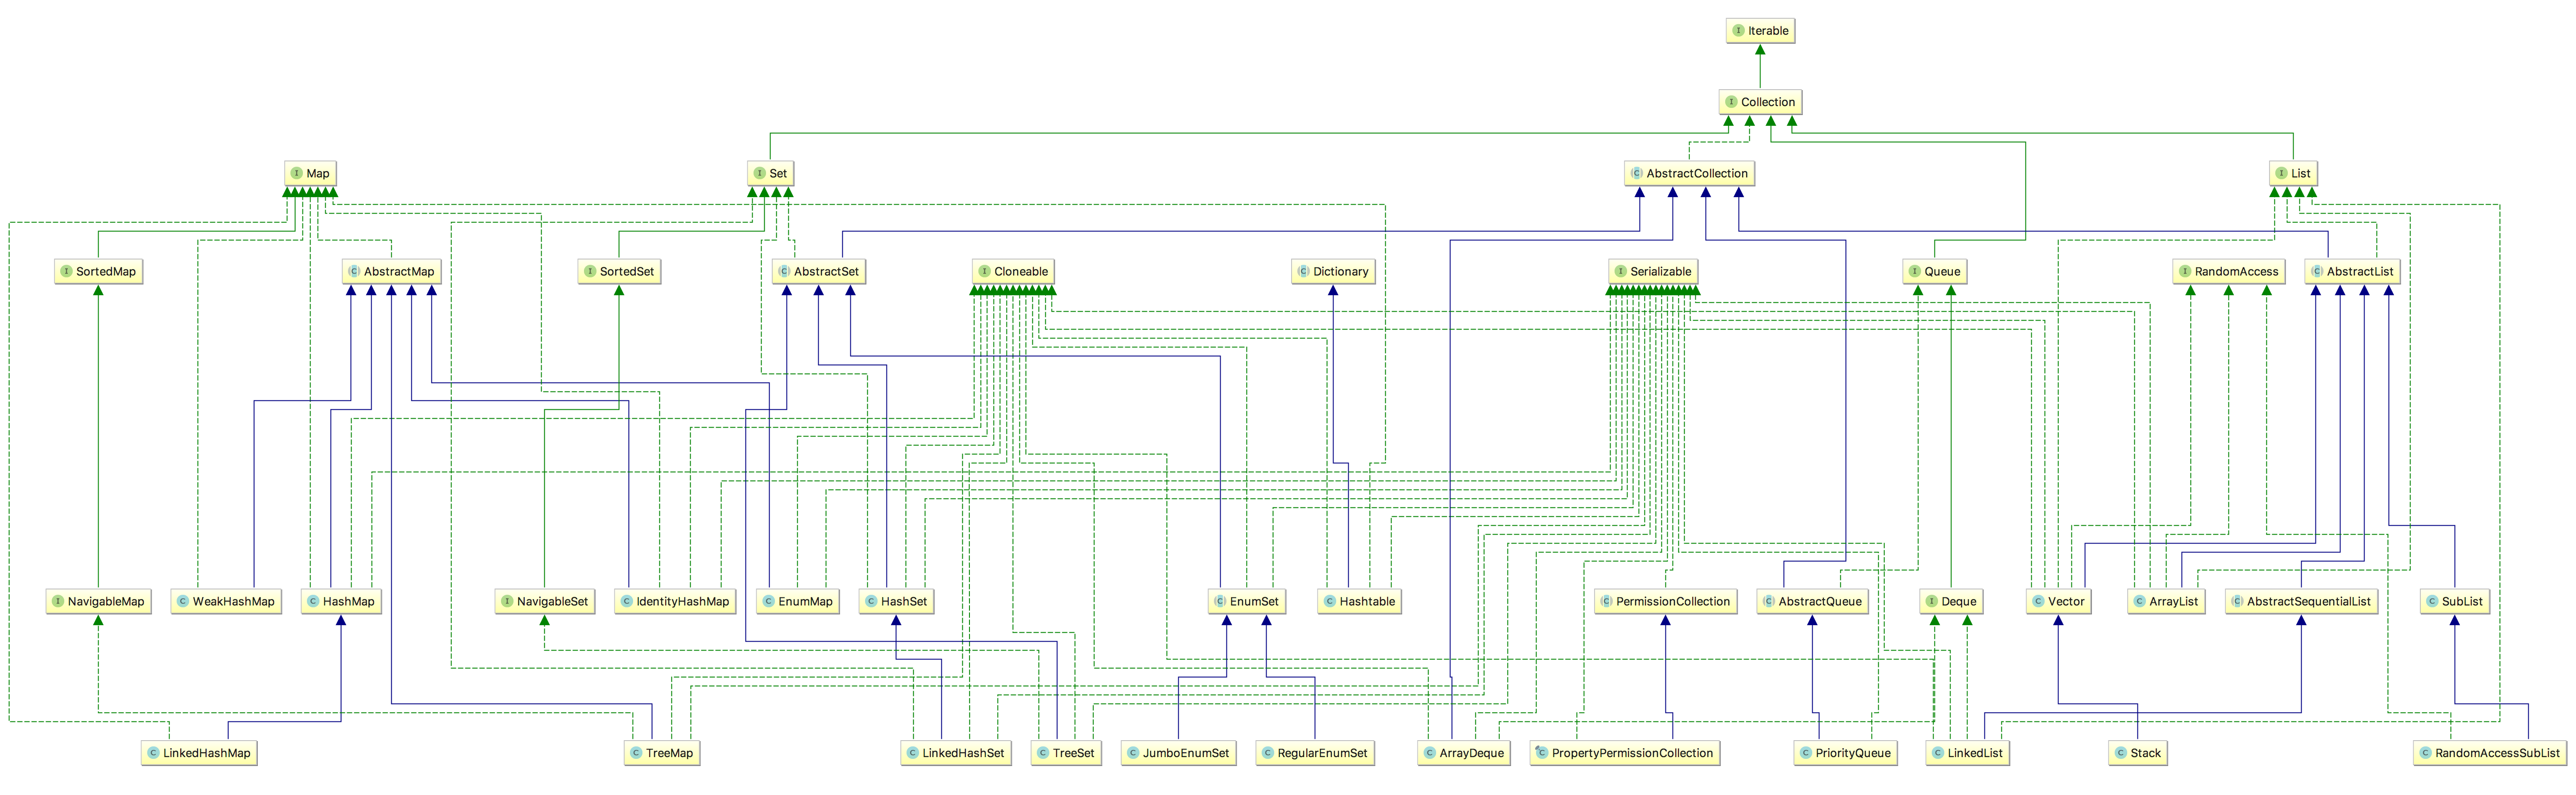 I Iterable
I Collection
I Map
I Set
C AbstractCollection
I List
I SortedMap
C AbstractMap
I SortedSet
C AbstractSet
I Cloneable
C Dictionary
I Serializable
I Queue
I RandomAccess
C AbstractList
I NavigableMap
C WeakHashMap
C HashMap
I NavigableSet
C IdentityHashMap
C EnumMap
C HashSet
C EnumSet
C Hashtable
C PermissionCollection
C AbstractQueue
I Deque
C Vector
C ArrayList
C AbstractSequentialList
C SubList
C LinkedHashMap
C TreeMap
C LinkedHashSet
C TreeSet
C JumboEnumSet
C RegularEnumSet
C ArrayDeque
C PropertyPermissionCollection
C PriorityQueue
C LinkedList
C Stack
C RandomAccessSubList